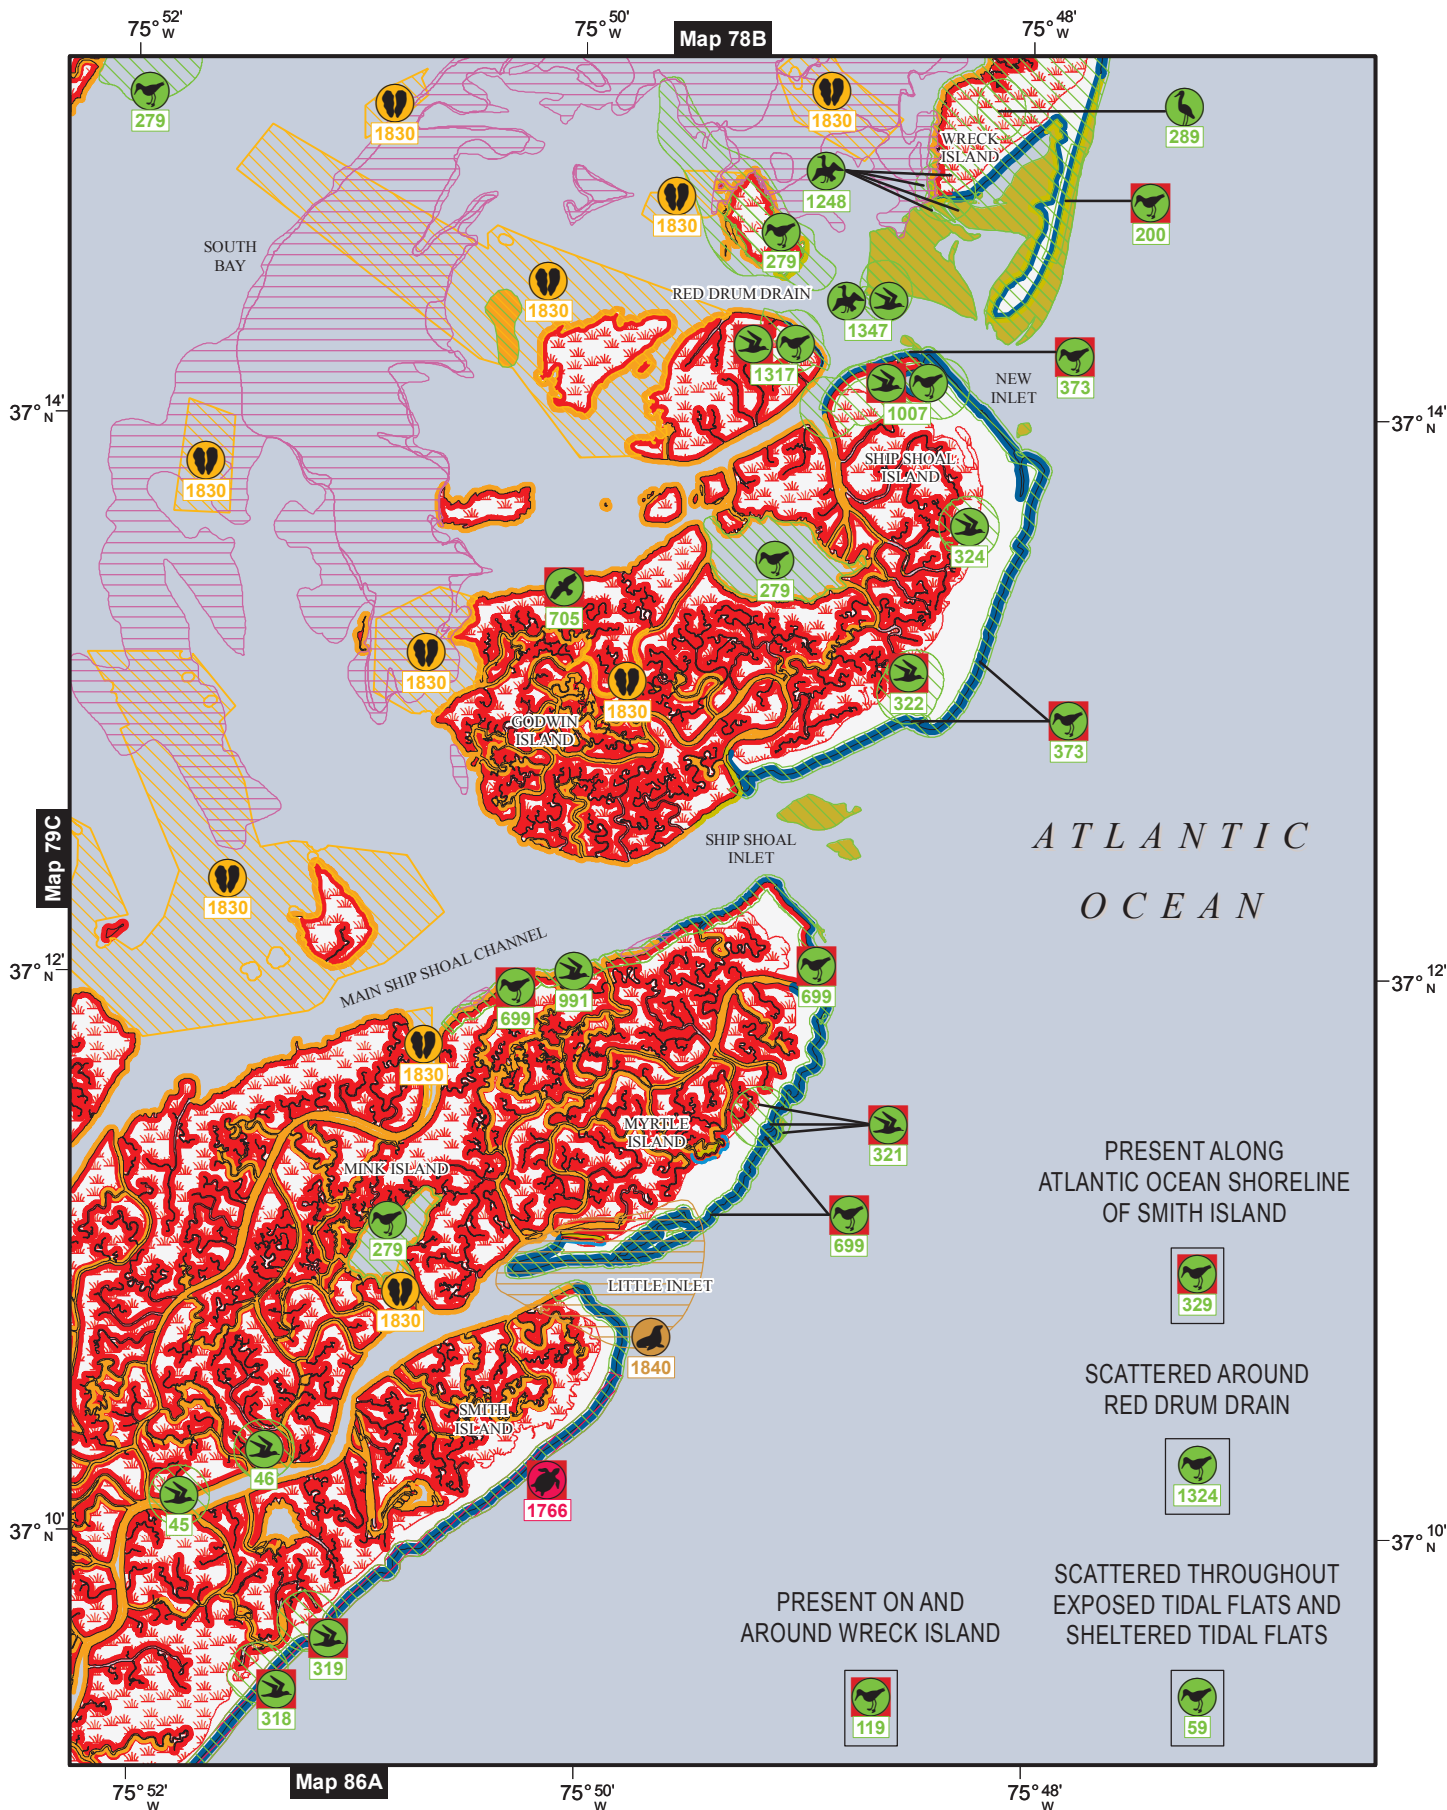 75° 52' W
75° 50' W
75° 48' W
Map 78B
279
1830
1830
289
WRECK
ISLAND
1248
1830
200
SOUTH
BAY
279
RED DRUM DRAIN
1830
1347
1317
373
NEW
INLET
1007
37° 14' N
37° 14' N
SHIP SHOAL
ISLAND
1830
324
279
705
1830
322
1830
GODWIN
ISLAND
373
SHIP SHOAL
INLET
ATLANTIC
OCEAN
Map 79C
1830
MAIN SHIP SHOAL CHANNEL
37° 12' N
37° 12' N
699
991
699
1830
MYRTLE
ISLAND
321
MINK ISLAND
PRESENT ALONG
ATLANTIC OCEAN SHORELINE
OF SMITH ISLAND
279
699
329
LITTLE INLET
1830
1840
SCATTERED AROUND
RED DRUM DRAIN
SMITH
ISLAND
46
1324
45
1766
37° 10' N
37° 10' N
SCATTERED THROUGHOUT
EXPOSED TIDAL FLATS AND
SHELTERED TIDAL FLATS
PRESENT ON AND
AROUND WRECK ISLAND
319
318
119
59
Map 86A
75° 52' W
75° 50' W
75° 48' W